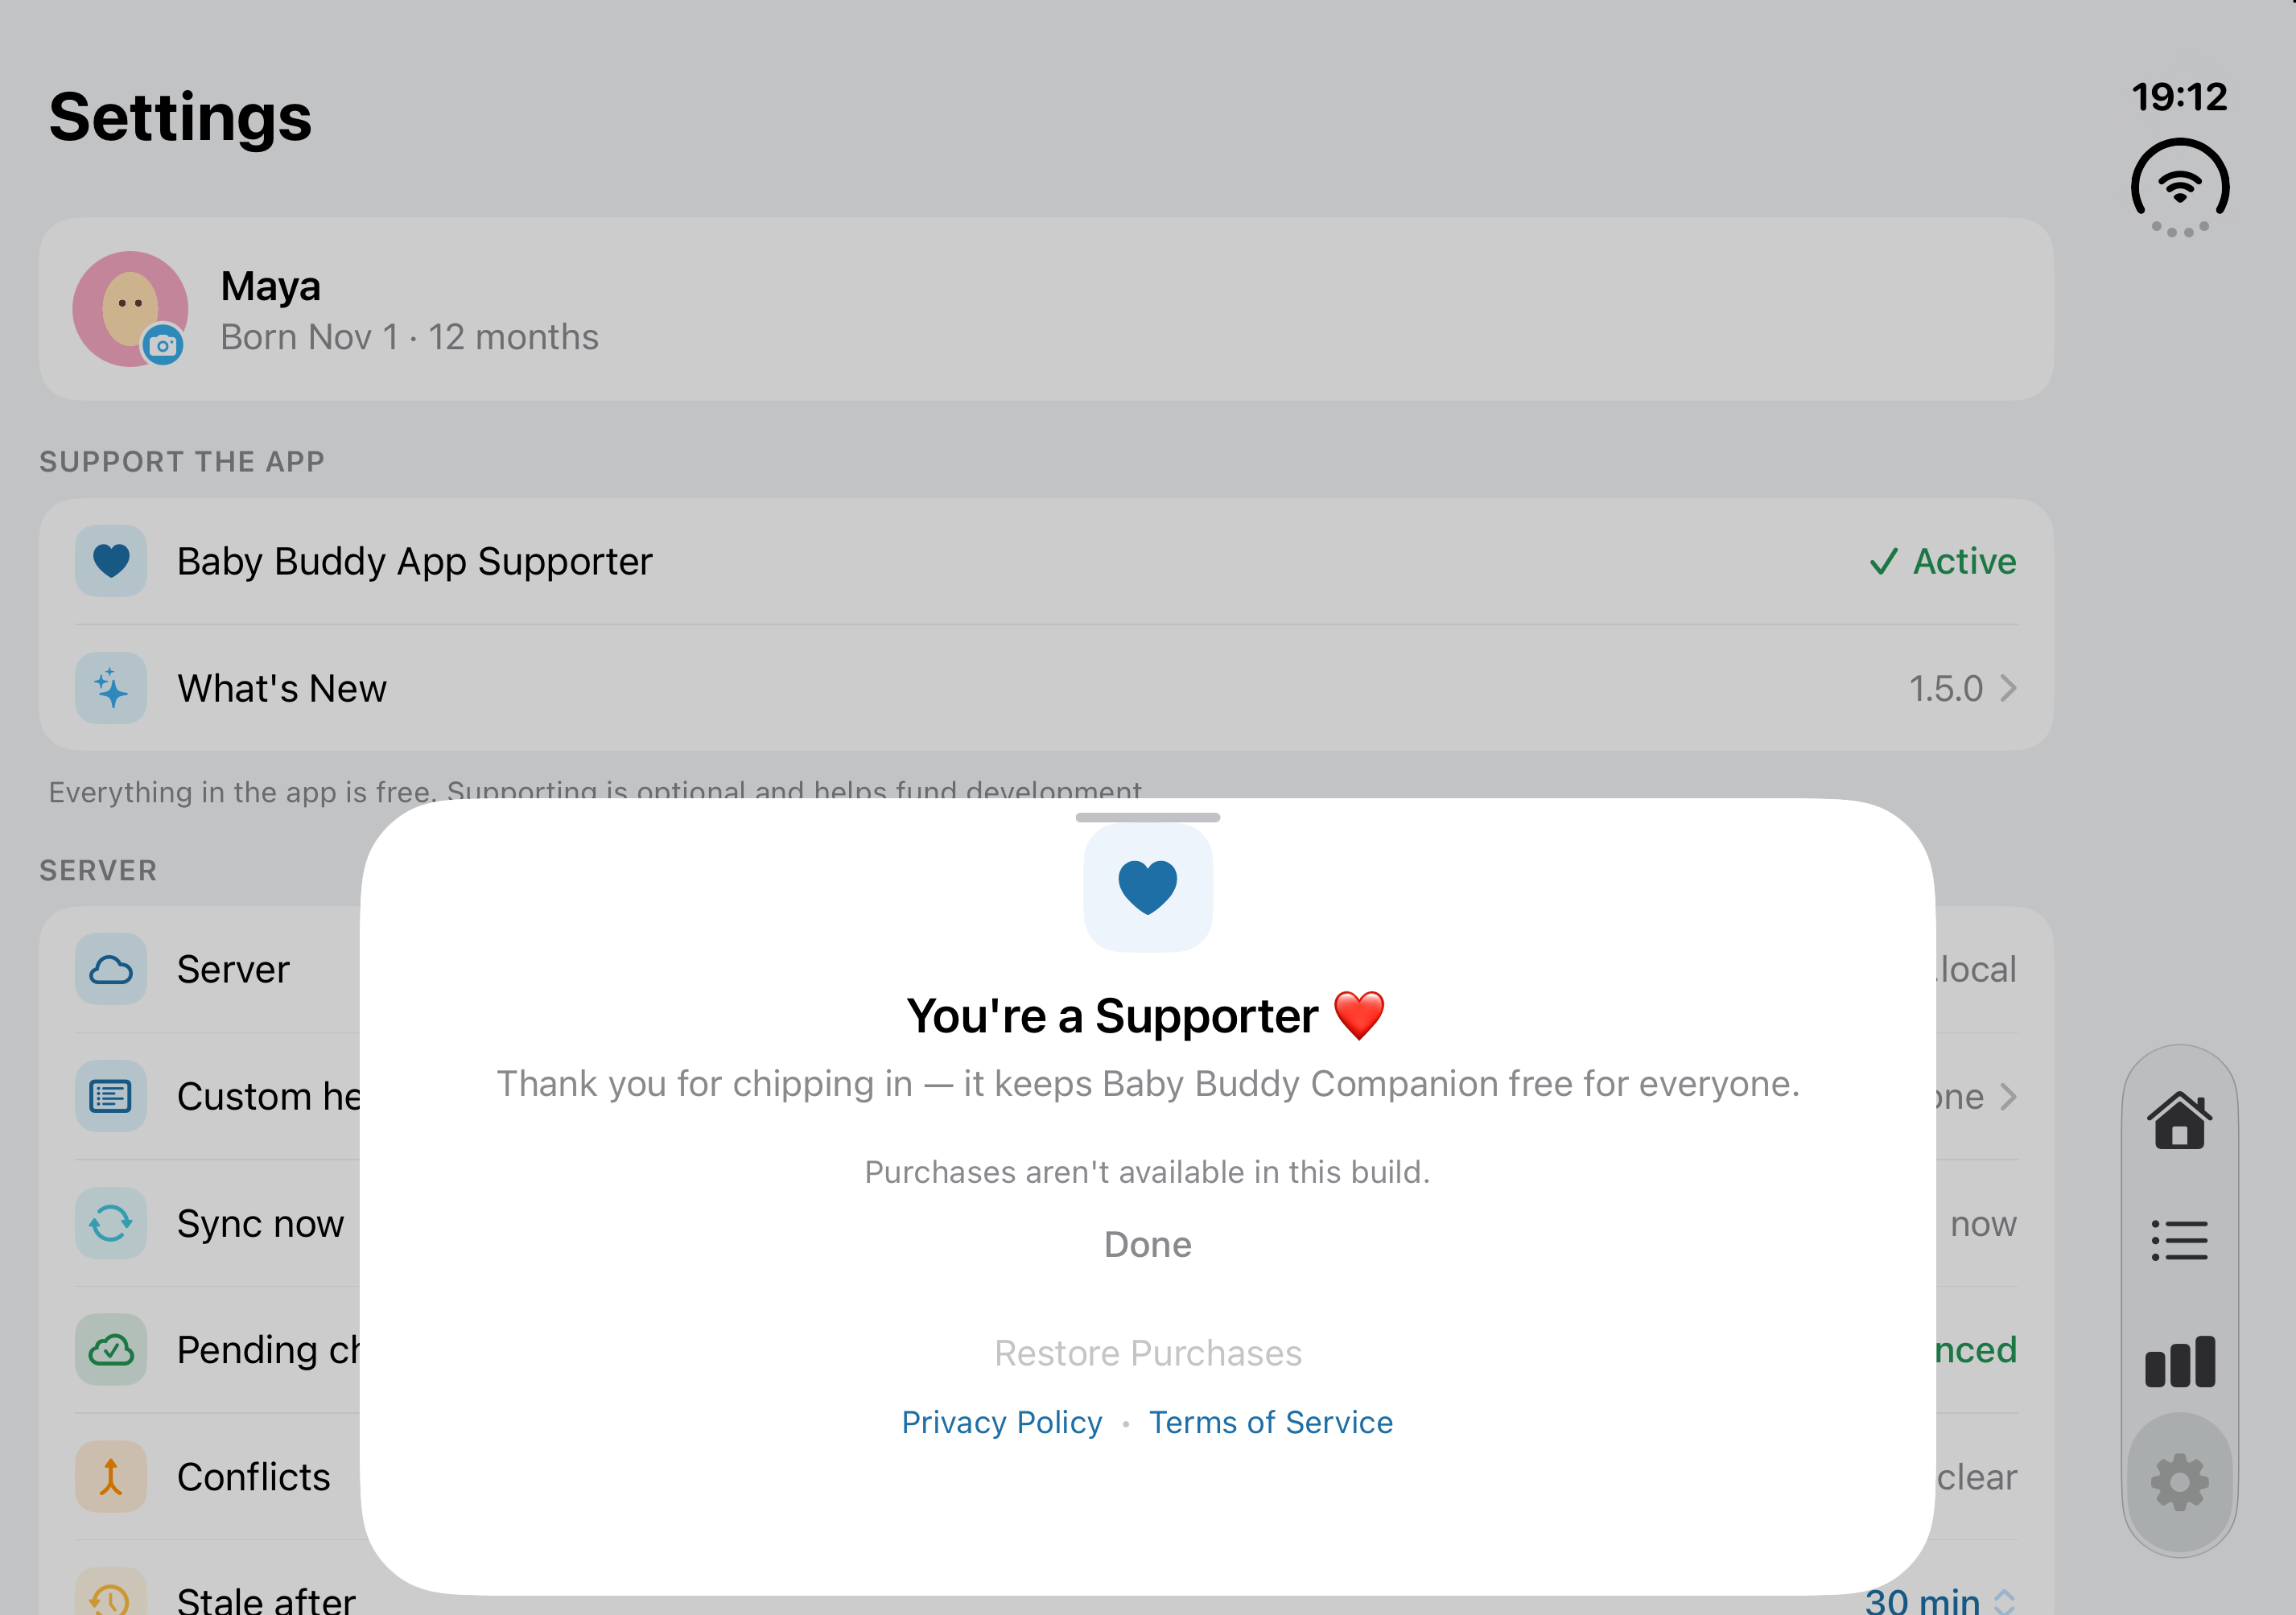 Settings
19:12
Maya
Born Nov 1 · 12 months
SUPPORT THE APP
Baby Buddy App Supporter
Active
What's New
1.5.0
Everything in the app is free. Supporting is optional and helps fund development
SERVER
Server
.local
Custom he
one
Sync now
now
Pending ch
nced
Conflicts
clear
Stale after
30 min
You're a Supporter ❤️
Thank you for chipping in — it keeps Baby Buddy Companion free for everyone.
Purchases aren't available in this build.
Done
Restore Purchases
Privacy Policy • Terms of Service